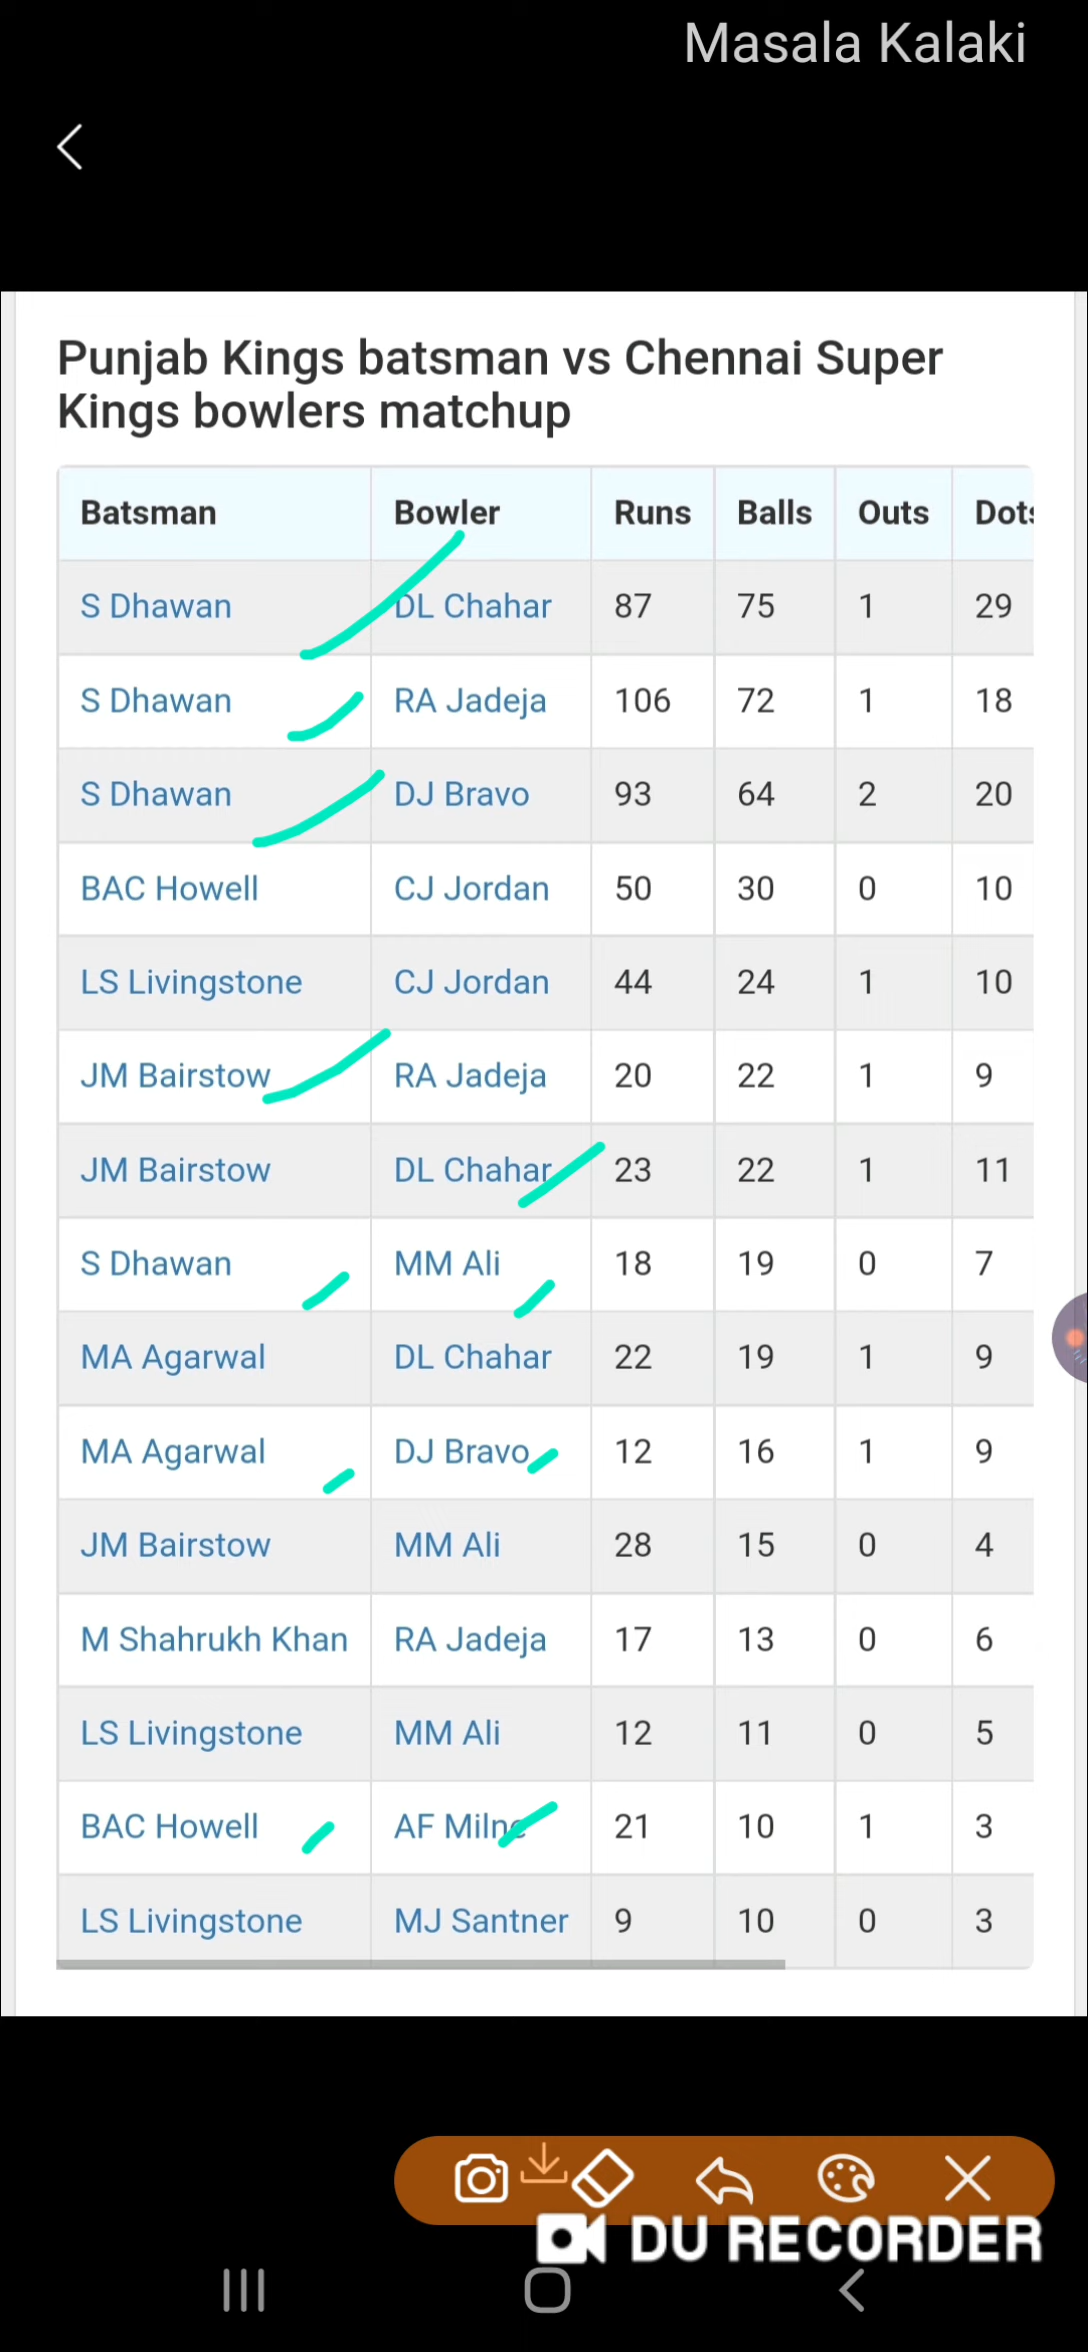 Masala Kalaki
Punjab Kings batsman vs Chennai Super
Kings bowlers matchup
Batsman Bowler Runs Balls Outs Dots
S Dhawan DL Chahar 87 75 1 29
S Dhawan RA Jadeja 106 72 1 18
S Dhawan DJ Bravo 93 64 2 20
BAC Howell CJ Jordan 50 30 0 10
LS Livingstone CJ Jordan 44 24 1 10
JM Bairstow RA Jadeja 20 22 1 9
JM Bairstow DL Chahar 23 22 1 11
S Dhawan MM Ali 18 19 0 7
MA Agarwal DL Chahar 22 19 1 9
MA Agarwal DJ Bravo 12 16 1 9
JM Bairstow MM Ali 28 15 0 4
M Shahrukh Khan RA Jadeja 17 13 0 6
LS Livingstone MM Ali 12 11 0 5
BAC Howell AF Milne 21 10 1 3
LS Livingstone MJ Santner 9 10 0 3
DU RECORDER